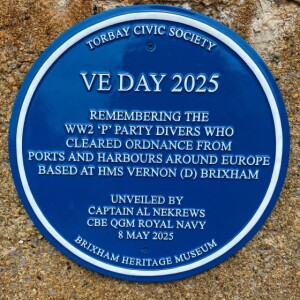 TORBAY CIVIC SOCIETY
VE DAY 2025
REMEMBERING THE
WW2 'P' PARTY DIVERS WHO
CLEARED ORDNANCE FROM
PORTS AND HARBOURS AROUND EUROPE
BASED AT HMS VERNON (D) BRIXHAM
UNVEILED BY
CAPTAIN AL NEKREWS
CBE QGM ROYAL NAVY
8 MAY 2025
BRIXHAM HERITAGE MUSEUM